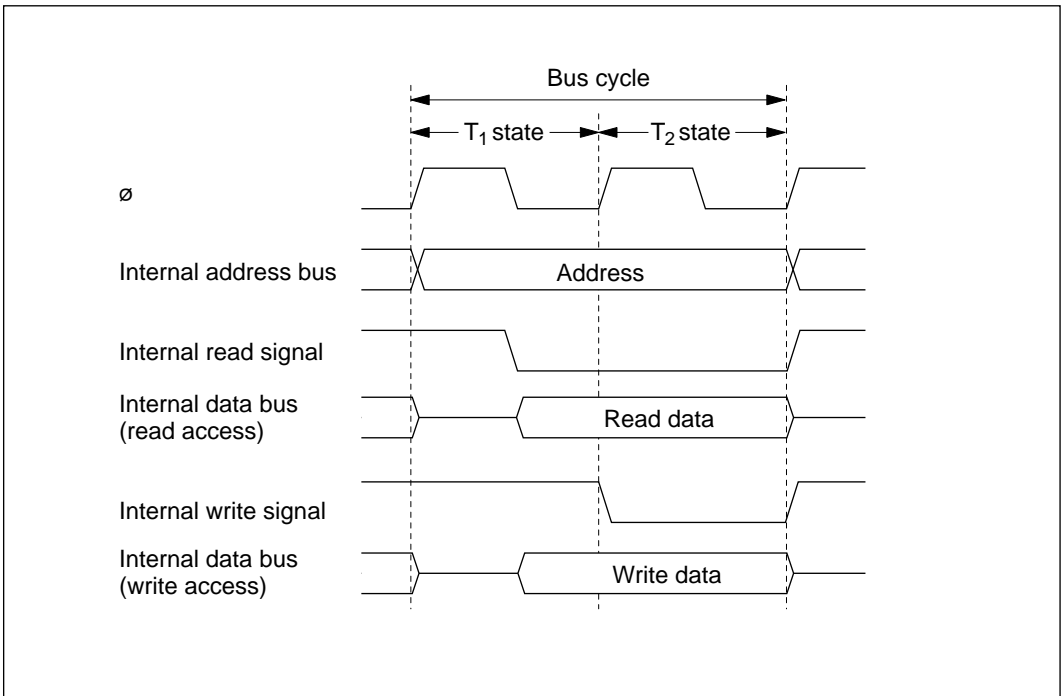 Bus cycle
T1 state T2 state
ø
Internal address bus Address
Internal read signal
Internal data bus
(read access) Read data
Internal write signal
Internal data bus
(write access) Write data